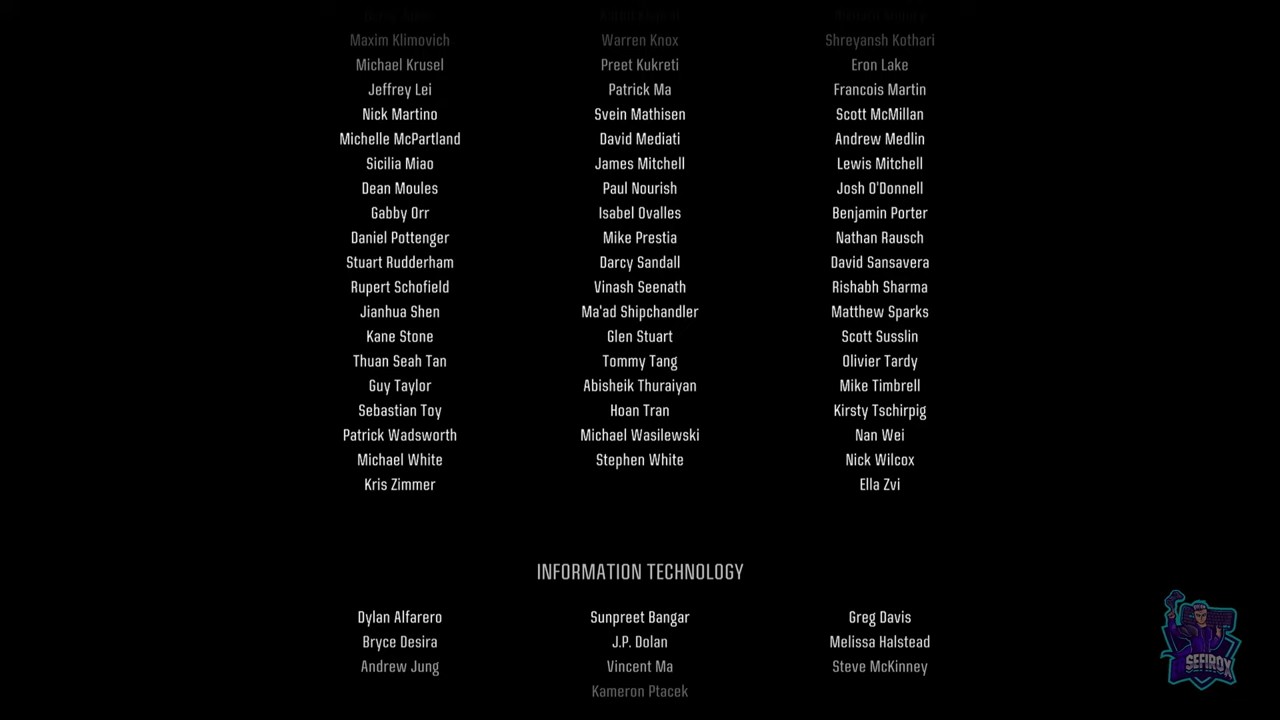 Maxim Klimovich Warren Knox Shreyansh Kothari
Michael Krusel Preet Kukreti Eron Lake
Jeffrey Lei Patrick Ma Francois Martin
Nick Martino Svein Mathisen Scott McMillan
Michelle McPartland David Mediati Andrew Medlin
Sicilia Miao James Mitchell Lewis Mitchell
Dean Moules Paul Nourish Josh O'Donnell
Gabby Orr Isabel Ovalles Benjamin Porter
Daniel Pottenger Mike Prestia Nathan Rausch
Stuart Rudderham Darcy Sandall David Sansavera
Rupert Schofield Vinash Seenath Rishabh Sharma
Jianhua Shen Ma'ad Shipchandler Matthew Sparks
Kane Stone Glen Stuart Scott Susslin
Thuan Seah Tan Tommy Tang Olivier Tardy
Guy Taylor Abisheik Thuraiyan Mike Timbrell
Sebastian Toy Hoan Tran Kirsty Tschirpig
Patrick Wadsworth Michael Wasilewski Nan Wei
Michael White Stephen White Nick Wilcox
Kris Zimmer Ella Zvi
INFORMATION TECHNOLOGY
Dylan Alfarero Sunpreet Bangar Greg Davis
Bryce Desira J.P. Dolan Melissa Halstead
Andrew Jung Vincent Ma Steve McKinney
Kameron Ptacek
SEFIROX